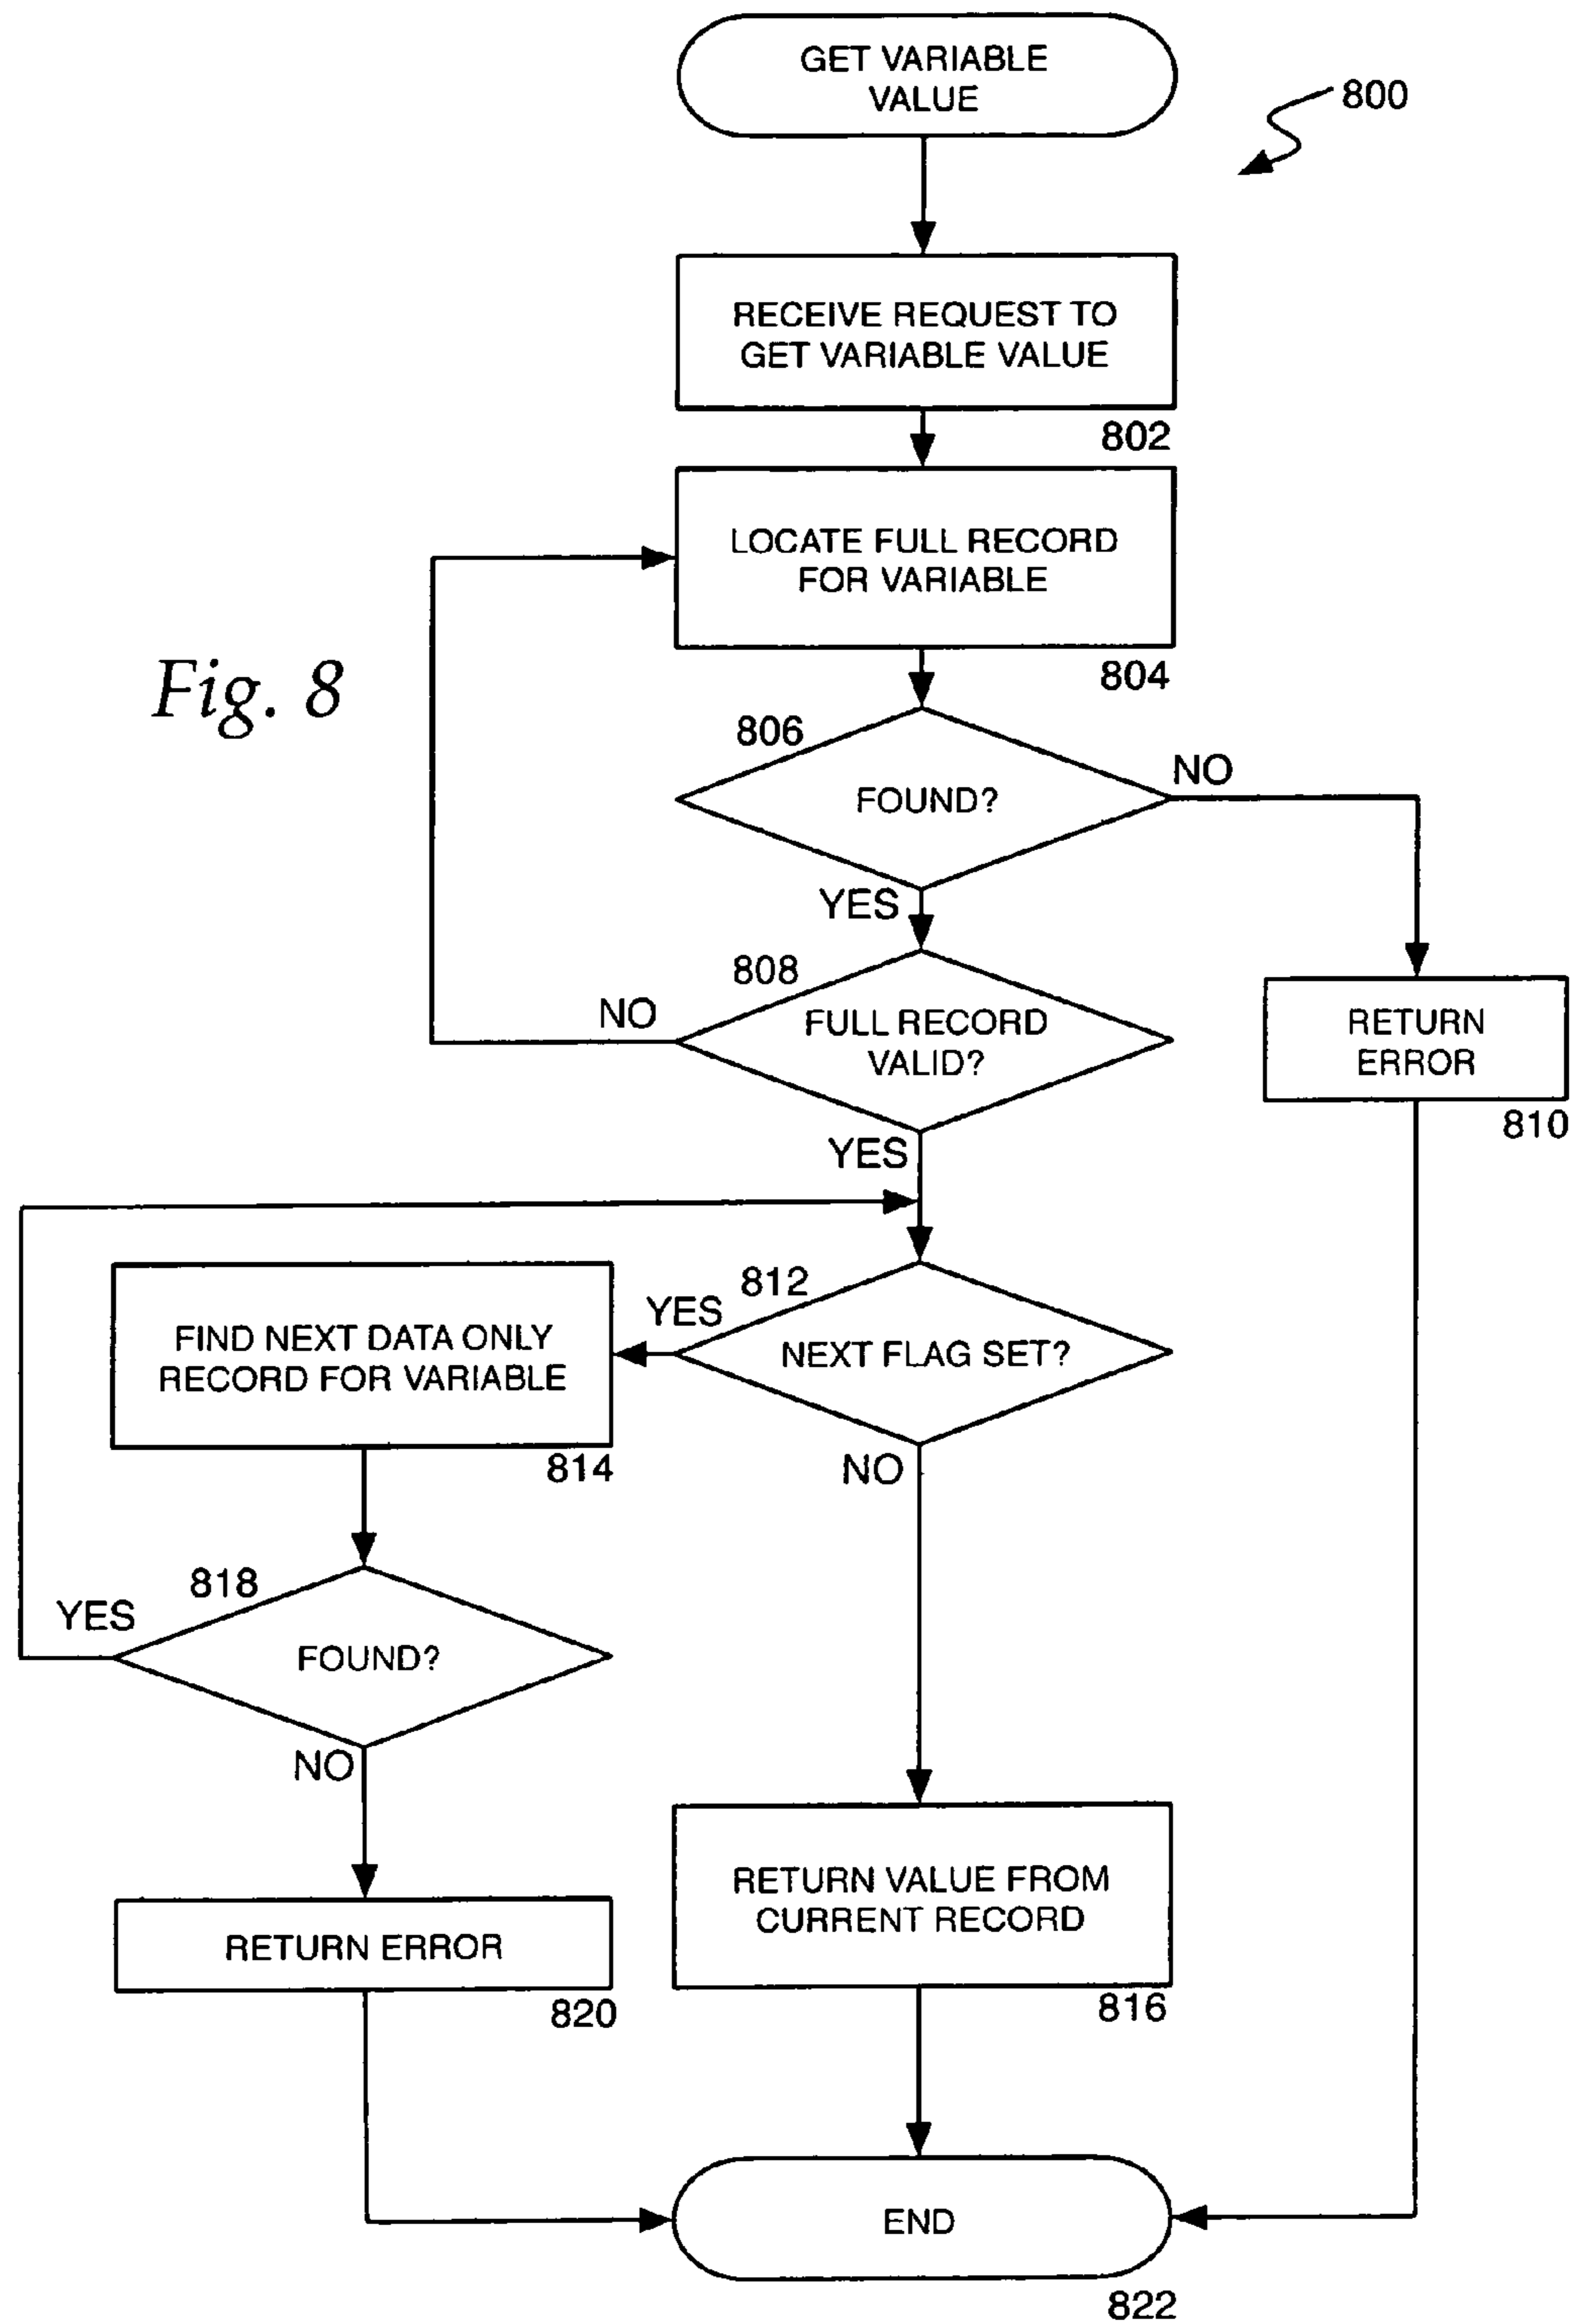 GET VARIABLE
VALUE
800
RECEIVE REQUEST TO
GET VARIABLE VALUE
802
LOCATE FULL RECORD
FOR VARIABLE
804
Fig. 8
806
FOUND?
NO
YES
808
FULL RECORD
VALID?
NO
YES
RETURN
ERROR
810
812
NEXT FLAG SET?
YES
NO
FIND NEXT DATA ONLY
RECORD FOR VARIABLE
814
818
FOUND?
YES
NO
RETURN ERROR
820
RETURN VALUE FROM
CURRENT RECORD
816
END
822